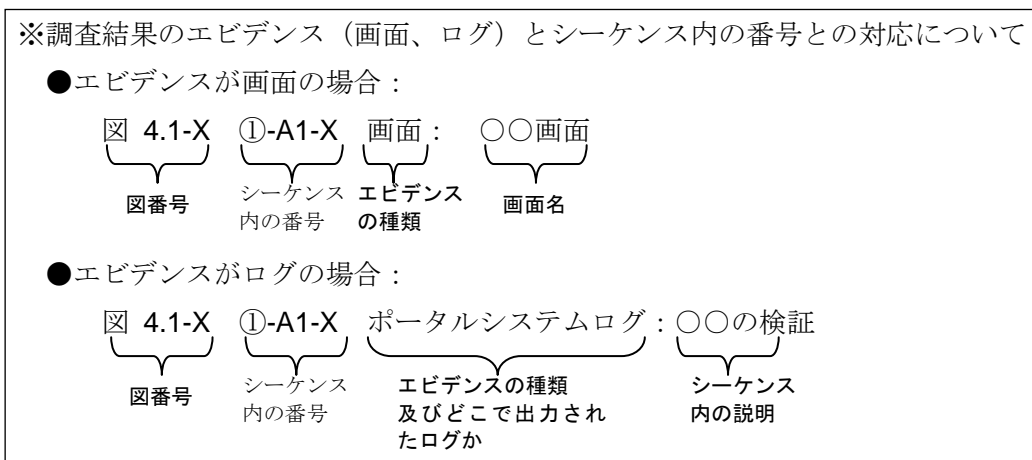 ※調査結果のエビデンス（画面、ログ）とシーケンス内の番号との対応について
●エビデンスが画面の場合：
図 4.1-X ①-A1-X 画面： ○○画面
図番号 シーケンス内の番号 エビデンスの種類 画面名
●エビデンスがログの場合：
図 4.1-X ①-A1-X ポータルシステムログ：○○の検証
図番号 シーケンス内の番号 エビデンスの種類及びどこで出力されたログか シーケンス内の説明